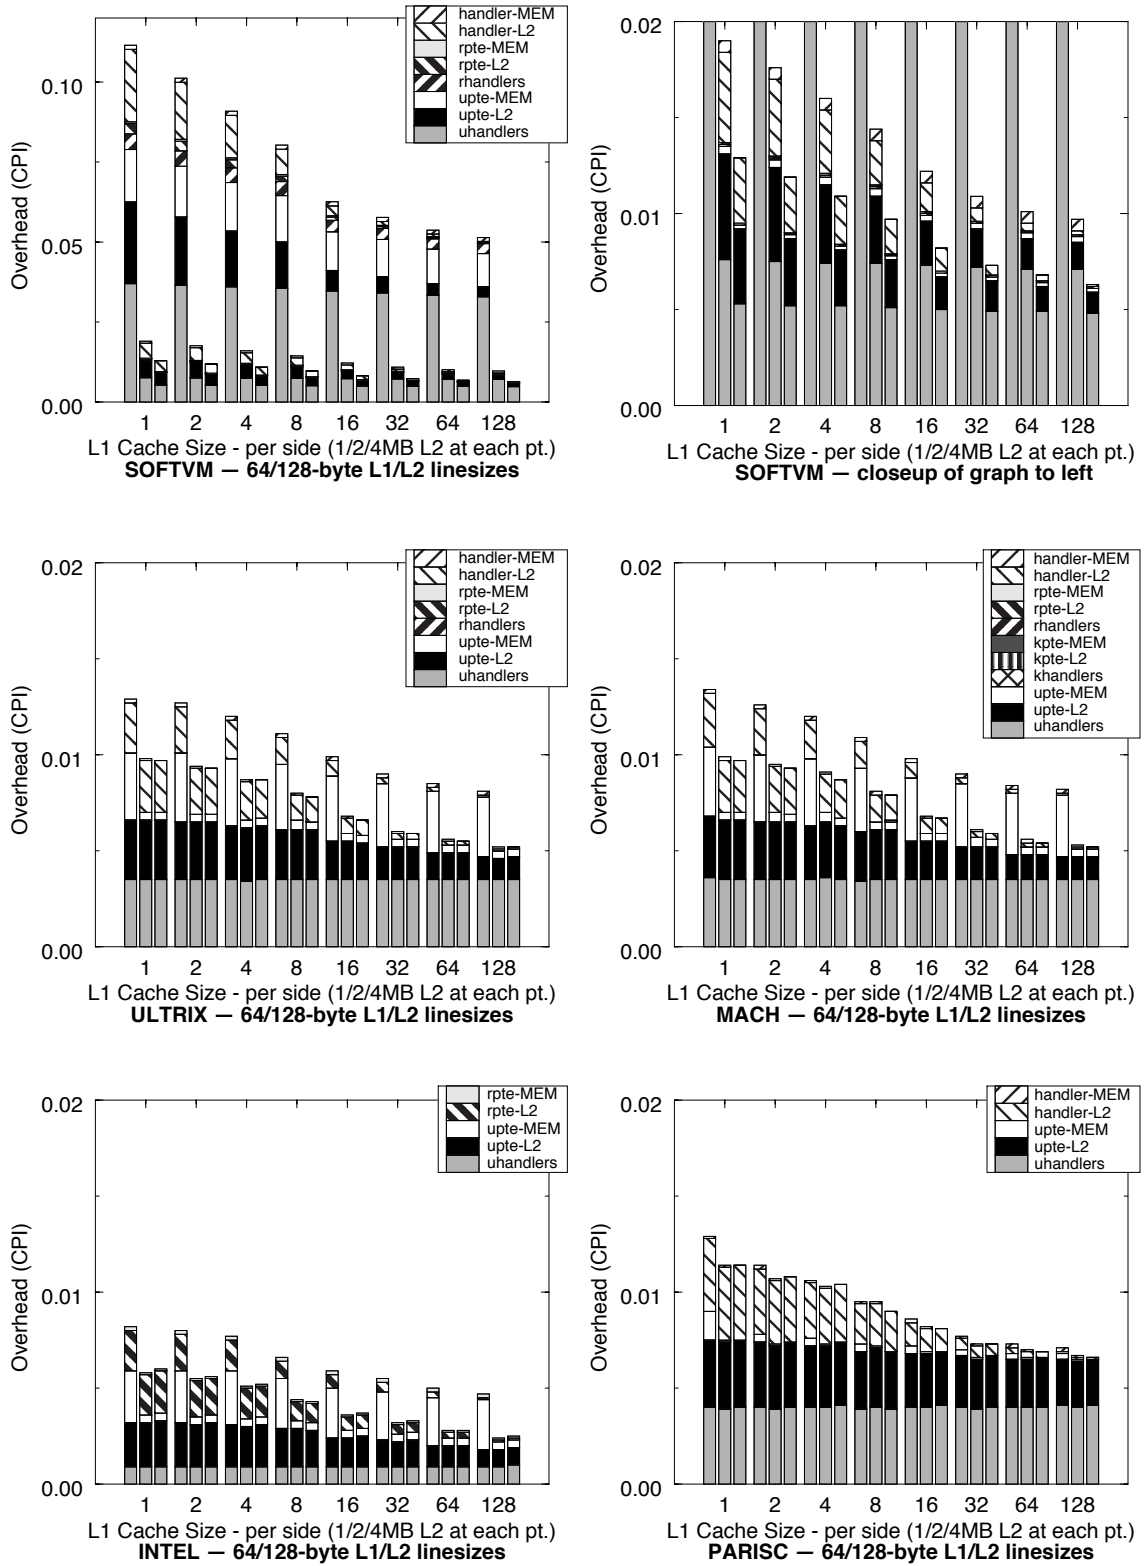 handler-MEM
handler-L2
rpte-MEM
rpte-L2
rhandlers
upte-MEM
upte-L2
uhandlers
0.10
0.05
0.00
Overhead (CPI)
1 2 4 8 16 32 64 128
L1 Cache Size - per side (1/2/4MB L2 at each pt.)
SOFTVM — 64/128-byte L1/L2 linesizes
0.02
0.01
0.00
Overhead (CPI)
1 2 4 8 16 32 64 128
L1 Cache Size - per side (1/2/4MB L2 at each pt.)
SOFTVM — closeup of graph to left
handler-MEM
handler-L2
rpte-MEM
rpte-L2
rhandlers
upte-MEM
upte-L2
uhandlers
0.02
0.01
0.00
Overhead (CPI)
1 2 4 8 16 32 64 128
L1 Cache Size - per side (1/2/4MB L2 at each pt.)
ULTRIX — 64/128-byte L1/L2 linesizes
handler-MEM
handler-L2
rpte-MEM
rpte-L2
rhandlers
kpte-MEM
kpte-L2
khandlers
upte-MEM
upte-L2
uhandlers
0.02
0.01
0.00
Overhead (CPI)
1 2 4 8 16 32 64 128
L1 Cache Size - per side (1/2/4MB L2 at each pt.)
MACH — 64/128-byte L1/L2 linesizes
rpte-MEM
rpte-L2
upte-MEM
upte-L2
uhandlers
0.02
0.01
0.00
Overhead (CPI)
1 2 4 8 16 32 64 128
L1 Cache Size - per side (1/2/4MB L2 at each pt.)
INTEL — 64/128-byte L1/L2 linesizes
handler-MEM
handler-L2
upte-MEM
upte-L2
uhandlers
0.02
0.01
0.00
Overhead (CPI)
1 2 4 8 16 32 64 128
L1 Cache Size - per side (1/2/4MB L2 at each pt.)
PARISC — 64/128-byte L1/L2 linesizes